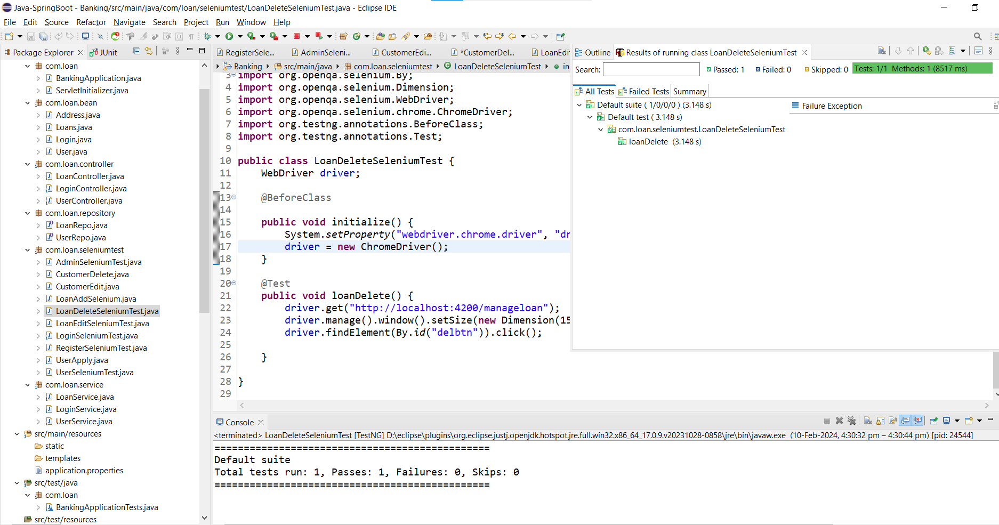 Java-SpringBoot - Banking/src/main/java/com/loan/seleniumtest/LoanDeleteSeleniumTest.java - Eclipse IDE
File Edit Source Refactor Navigate Search Project Run Window Help
Package Explorer
JUnit
com.loan
BankingApplication.java
ServletInitializer.java
com.loan.bean
Address.java
Loans.java
Login.java
User.java
com.loan.controller
LoanController.java
LoginController.java
UserController.java
com.loan.repository
LoanRepo.java
UserRepo.java
com.loan.seleniumtest
AdminSeleniumTest.java
CustomerDelete.java
CustomerEdit.java
LoanAddSelenium.java
LoanDeleteSeleniumTest.java
LoanEditSeleniumTest.java
LoginSeleniumTest.java
RegisterSeleniumTest.java
UserApply.java
UserSeleniumTest.java
com.loan.service
LoanService.java
LoginService.java
UserService.java
src/main/resources
static
templates
application.properties
src/test/java
com.loan
BankingApplicationTests.java
src/test/resources
RegisterSele... AdminSeleni... CustomerEdi... *CustomerDel... LoanEdi
Banking src/main/java com.loan.seleniumtest LoanDeleteSeleniumTest in
3 import org.openqa.selenium.By;
4 import org.openqa.selenium.Dimension;
5 import org.openqa.selenium.WebDriver;
6 import org.openqa.selenium.chrome.ChromeDriver;
7 import org.testng.annotations.BeforeClass;
8 import org.testng.annotations.Test;
9
10 public class LoanDeleteSeleniumTest {
11 WebDriver driver;
12
13 @BeforeClass
14
15 public void initialize() {
16 System.setProperty("webdriver.chrome.driver", "dr
17 driver = new ChromeDriver();
18 }
19
20 @Test
21 public void loanDelete() {
22 driver.get("http://localhost:4200/manageloan");
23 driver.manage().window().setSize(new Dimension(15
24 driver.findElement(By.id("delbtn")).click();
25
26 }
27
28 }
29
Outline
Results of running class LoanDeleteSeleniumTest
Search: Passed: 1 Failed: 0 Skipped: 0 Tests: 1/1 Methods: 1 (8517 ms)
All Tests Failed Tests Summary
Default suite ( 1/0/0/0 ) (3.148 s)
Default test ( 3.148 s)
com.loan.seleniumtest.LoanDeleteSeleniumTest
loanDelete (3.148 s)
Failure Exception
Console
<terminated> LoanDeleteSeleniumTest [TestNG] D:\eclipse\plugins\org.eclipse.justj.openjdk.hotspot.jre.full.win32.x86_64_17.0.9.v20231028-0858\jre\bin\javaw.exe (10-Feb-2024, 4:30:32 pm – 4:30:44 pm) [pid: 24544]
===============================================
Default suite
Total tests run: 1, Passes: 1, Failures: 0, Skips: 0
===============================================